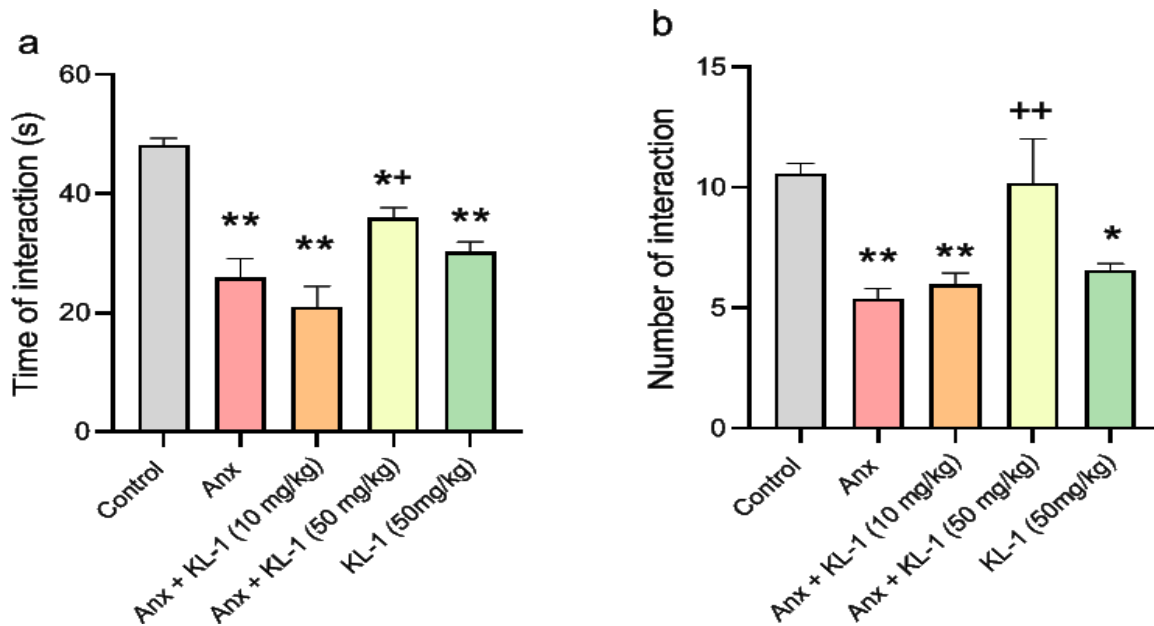 a
Time of interaction (s)
60
40
20
0
**
**
*+
**
Control
Anx
Anx + KL-1 (10 mg/kg)
Anx + KL-1 (50 mg/kg)
KL-1 (50mg/kg)
b
Number of interaction
15
10
5
0
**
**
++
*
Control
Anx
Anx + KL-1 (10 mg/kg)
Anx + KL-1 (50 mg/kg)
KL-1 (50mg/kg)